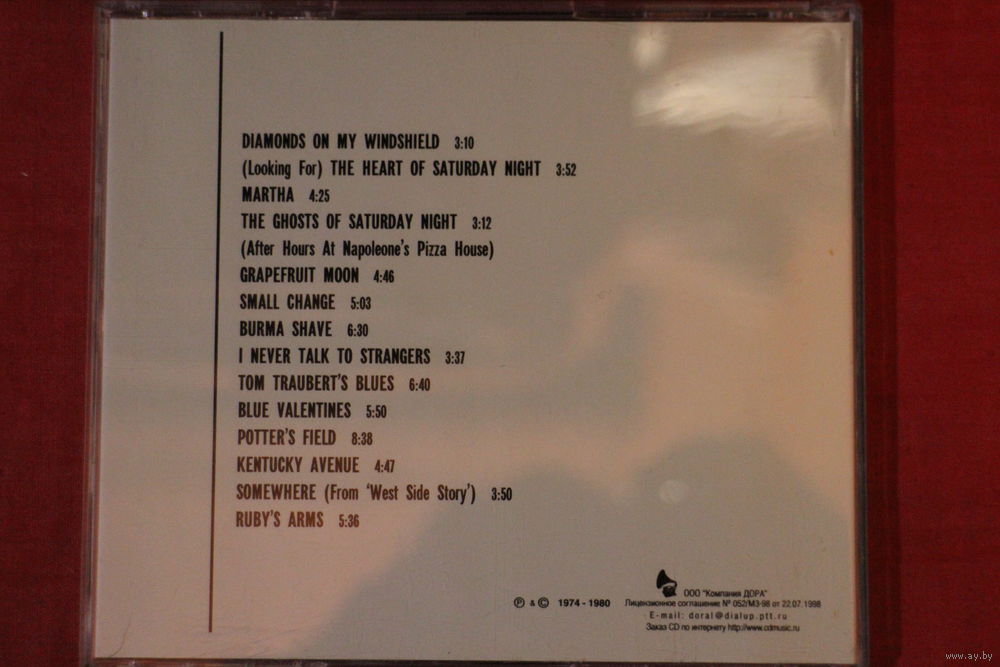 DIAMONDS ON MY WINDSHIELD 3:10
(Looking For) THE HEART OF SATURDAY NIGHT 3:52
MARTHA 4:25
THE GHOSTS OF SATURDAY NIGHT 3:12
(After Hours At Napoleone's Pizza House)
GRAPEFRUIT MOON 4:46
SMALL CHANGE 5:03
BURMA SHAVE 6:30
I NEVER TALK TO STRANGERS 3:37
TOM TRAUBERT'S BLUES 6:40
BLUE VALENTINES 5:50
POTTER'S FIELD 8:38
KENTUCKY AVENUE 4:47
SOMEWHERE (From 'West Side Story') 3:50
RUBY'S ARMS 5:36
Ⓟ & © 1974 - 1980
ООО "Компания ДОРА"
Лицензионное соглашение № 052/МЗ-98 от 22.07.1998
E-mail: doral@dialup.ptt.ru
Заказ CD по интернету http://www.cdmusic.ru
www.ay.by